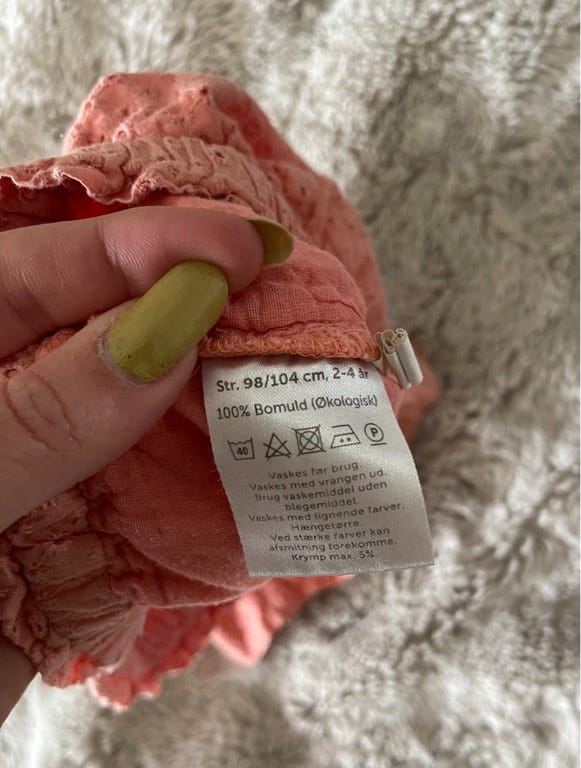 Str. 98/104 cm, 2-4 år
100% Bomuld (Økologisk)
40 P
Vaskes før brug.
Vaskes med vrangen ud.
Brug vaskemiddel uden
blegemiddel.
Vaskes med lignende farver.
Hængetørre.
Ved stærke farver kan
afsmitning forekomme.
Krymp max. 5%.